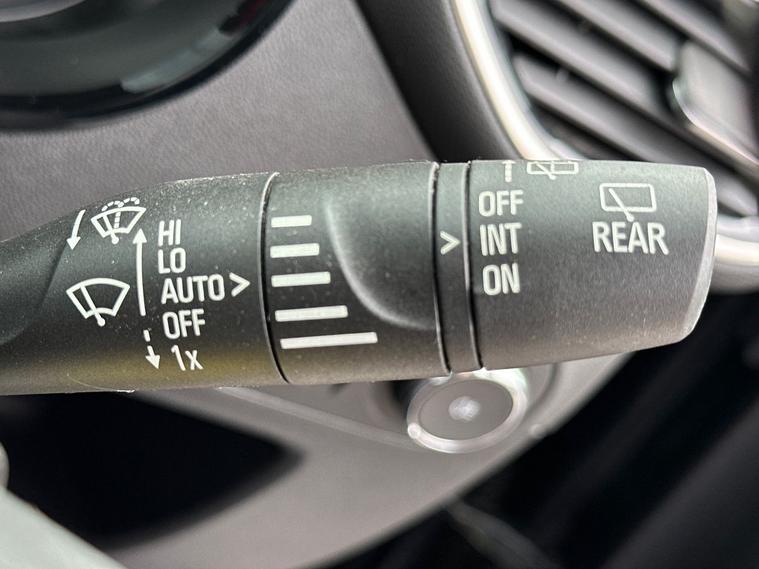 HI
LO
AUTO >
OFF
1x
>
OFF
INT
ON
REAR